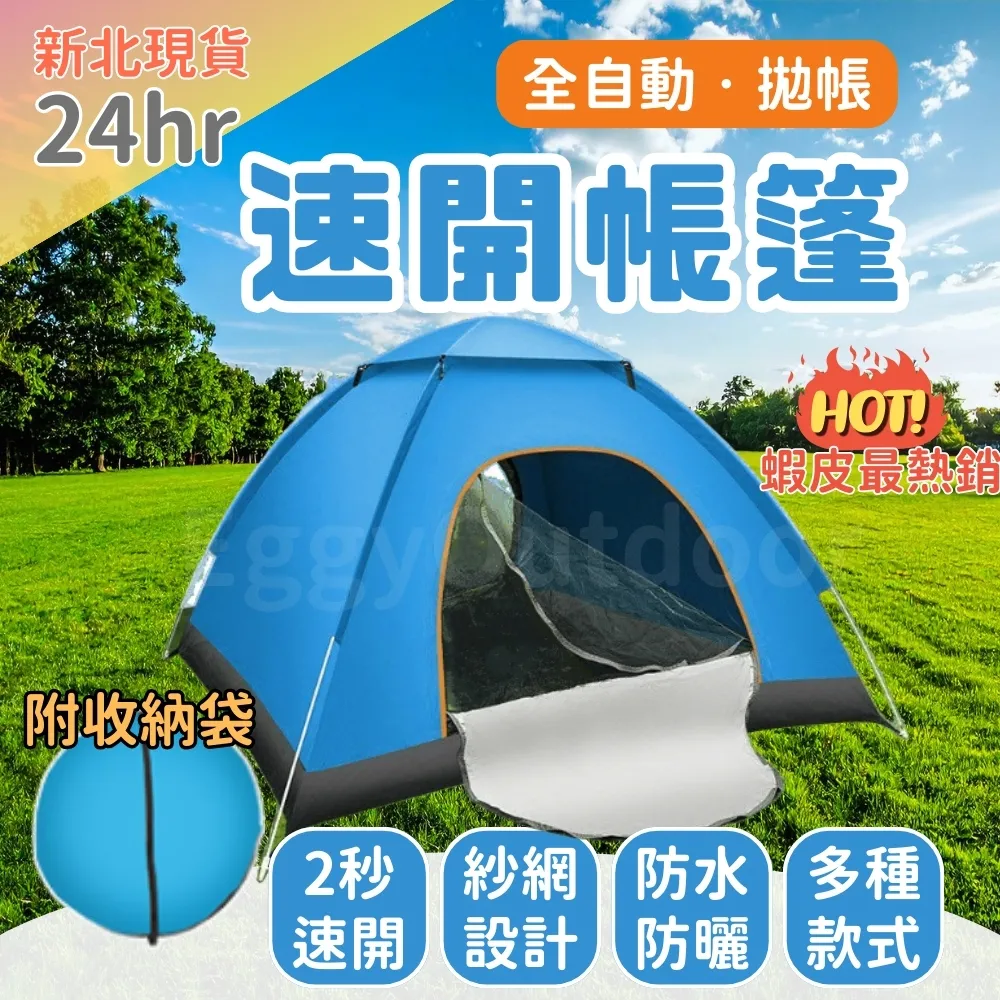 新北現貨
24hr
全自動·拋帳
速開帳篷
HOT!
蝦皮最熱銷
EggyOutdoor
附收納袋
2秒
速開
紗網
設計
防水
防曬
多種
款式